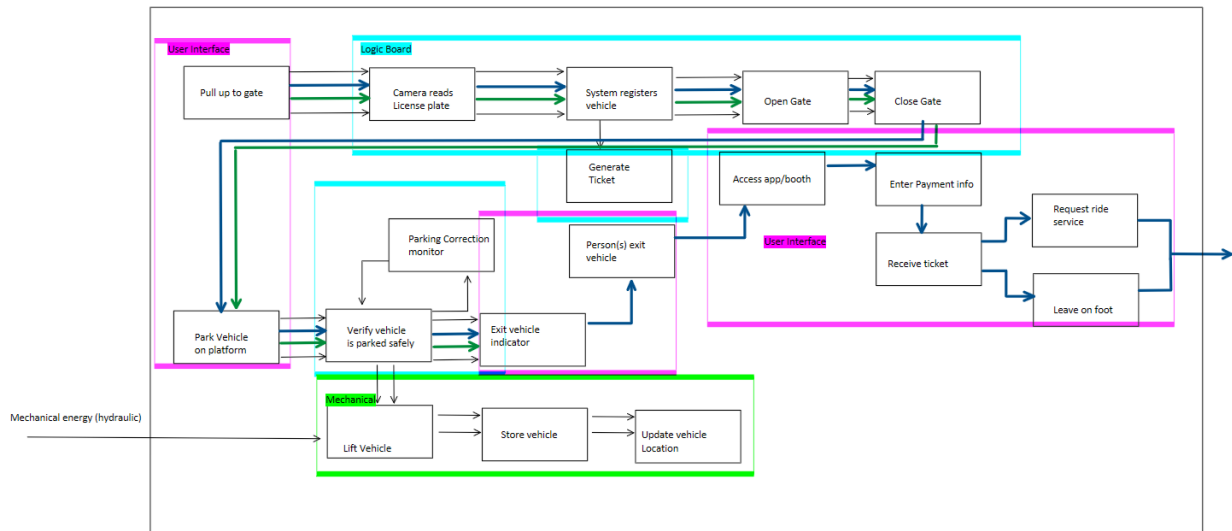 User Interface
Logic Board
Pull up to gate
Camera reads
License plate
System registers
vehicle
Open Gate
Close Gate
Generate
Ticket
Access app/booth
Enter Payment info
Request ride
service
User Interface
Receive ticket
Leave on foot
Parking Correction
monitor
Person(s) exit
vehicle
Park Vehicle
on platform
Verify vehicle
is parked safely
Exit vehicle
indicator
Mechanical
Mechanical energy (hydraulic)
Lift Vehicle
Store vehicle
Update vehicle
Location